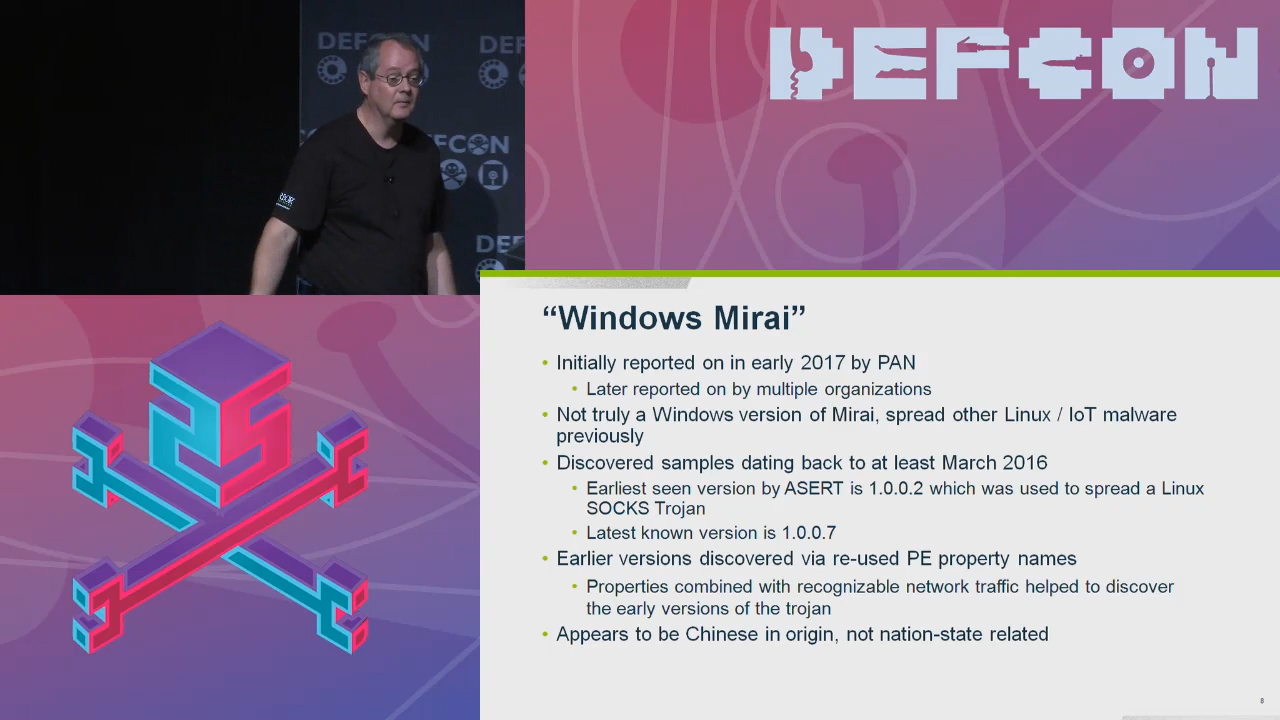 DEFCON
DEF
FCON
DEF
DEFCON
"Windows Mirai"
• Initially reported on in early 2017 by PAN
• Later reported on by multiple organizations
• Not truly a Windows version of Mirai, spread other Linux / IoT malware
previously
• Discovered samples dating back to at least March 2016
• Earliest seen version by ASERT is 1.0.0.2 which was used to spread a Linux
SOCKS Trojan
• Latest known version is 1.0.0.7
• Earlier versions discovered via re-used PE property names
• Properties combined with recognizable network traffic helped to discover
the early versions of the trojan
• Appears to be Chinese in origin, not nation-state related
8